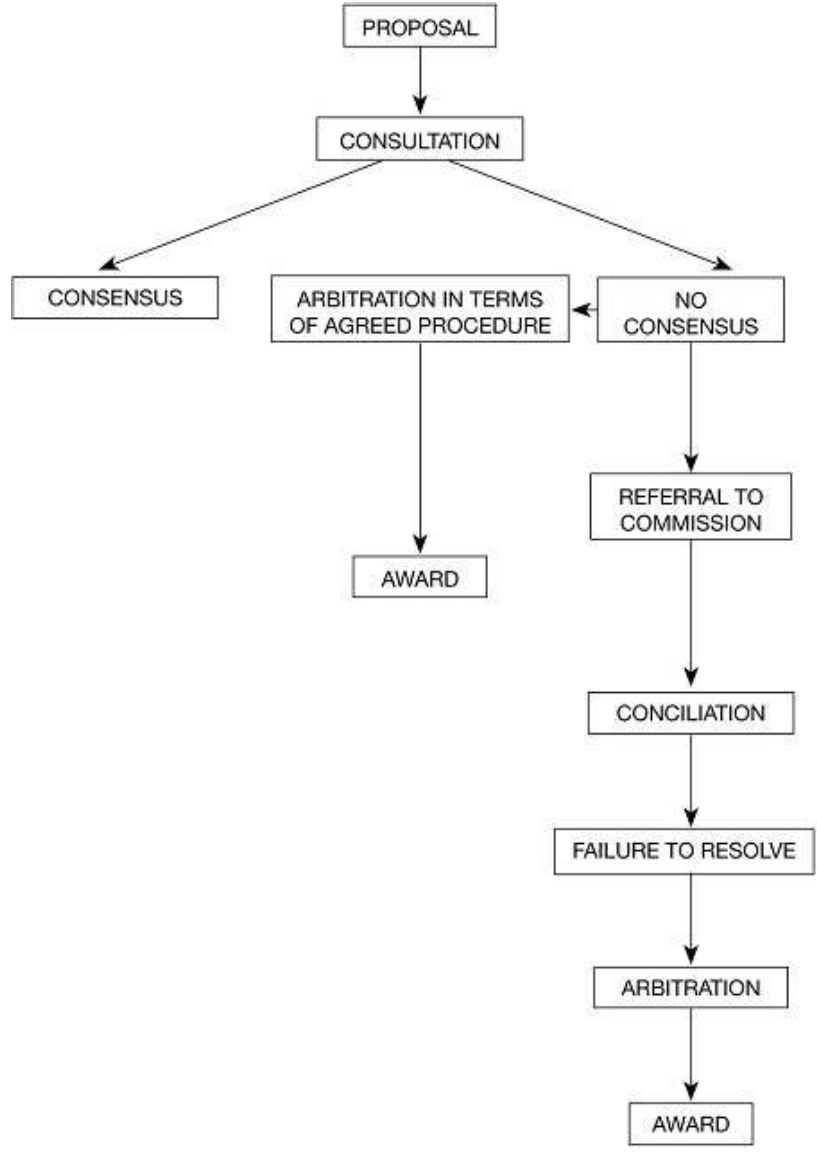 PROPOSAL
CONSULTATION
CONSENSUS
ARBITRATION IN TERMS
OF AGREED PROCEDURE
NO
CONSENSUS
REFERRAL TO
COMMISSION
AWARD
CONCILIATION
FAILURE TO RESOLVE
ARBITRATION
AWARD